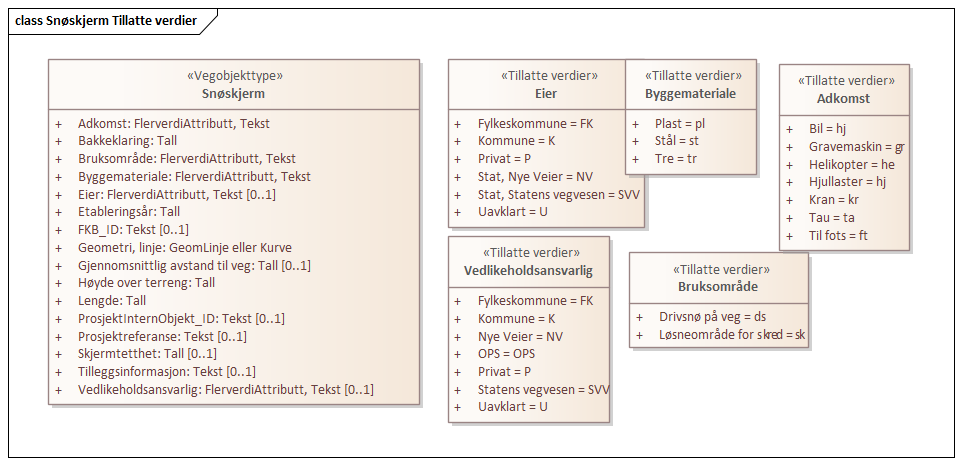 class Snøskjerm Tillatte verdier
«Vegobjekttype»
Snøskjerm
+ Adkomst: FlerverdiAttributt, Tekst
+ Bakkeklaring: Tall
+ Bruksområde: FlerverdiAttributt, Tekst
+ Byggemateriale: FlerverdiAttributt, Tekst
+ Eier: FlerverdiAttributt, Tekst [0..1]
+ Etableringsår: Tall
+ FKB_ID: Tekst [0..1]
+ Geometri, linje: GeomLinje eller Kurve
+ Gjennomsnittlig avstand til veg: Tall [0..1]
+ Høyde over terreng: Tall
+ Lengde: Tall
+ ProsjektInternObjekt_ID: Tekst [0..1]
+ Prosjektreferanse: Tekst [0..1]
+ Skjermtetthet: Tall [0..1]
+ Tilleggsinformasjon: Tekst [0..1]
+ Vedlikeholdsansvarlig: FlerverdiAttributt, Tekst [0..1]
«Tillatte verdier»
Eier
+ Fylkeskommune = FK
+ Kommune = K
+ Privat = P
+ Stat, Nye Veier = NV
+ Stat, Statens vegvesen = SVV
+ Uavklart = U
«Tillatte verdier»
Byggemateriale
+ Plast = pl
+ Stål = st
+ Tre = tr
«Tillatte verdier»
Adkomst
+ Bil = hj
+ Gravemaskin = gr
+ Helikopter = he
+ Hjullaster = hj
+ Kran = kr
+ Tau = ta
+ Til fots = ft
«Tillatte verdier»
Vedlikeholdsansvarlig
+ Fylkeskommune = FK
+ Kommune = K
+ Nye Veier = NV
+ OPS = OPS
+ Privat = P
+ Statens vegvesen = SVV
+ Uavklart = U
«Tillatte verdier»
Bruksområde
+ Drivsnø på veg = ds
+ Løsneområde for skred = sk